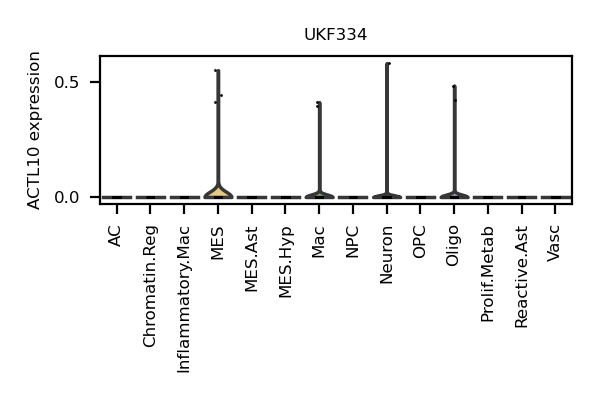 UKF334
ACTL10 expression
0.5
0.0
AC
Chromatin.Reg
Inflammatory.Mac
MES
MES.Ast
MES.Hyp
Mac
NPC
Neuron
OPC
Oligo
Prolif.Metab
Reactive.Ast
Vasc